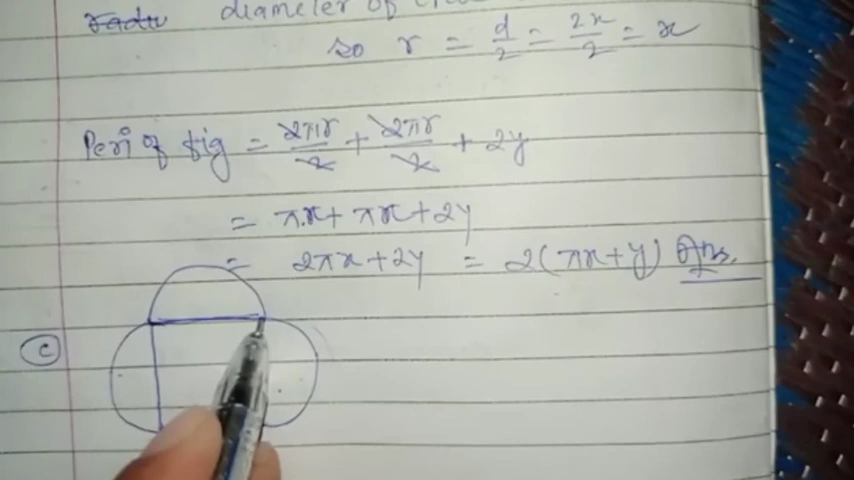 diameter of
so r = d/2 = 2x/2 = x
Peri of fig = 2πr/2 + 2πr/2 + 2y
= πx + πx + 2y
= 2πx + 2y = 2(πx + y) Ans.
(c)